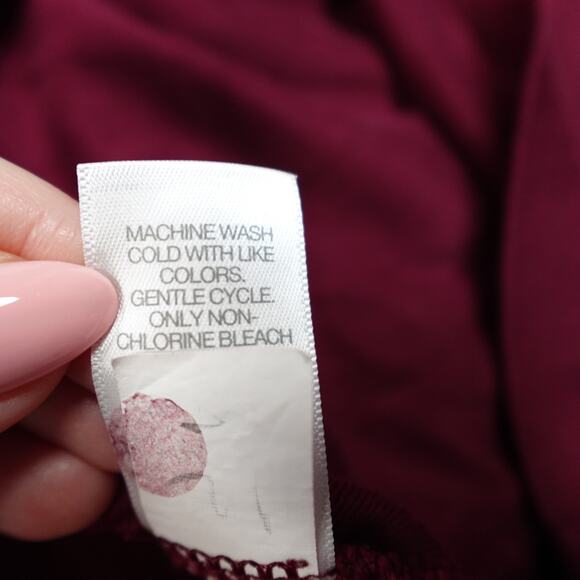 MACHINE WASH
COLD WITH LIKE
COLORS.
GENTLE CYCLE.
ONLY NON-
CHLORINE BLEACH